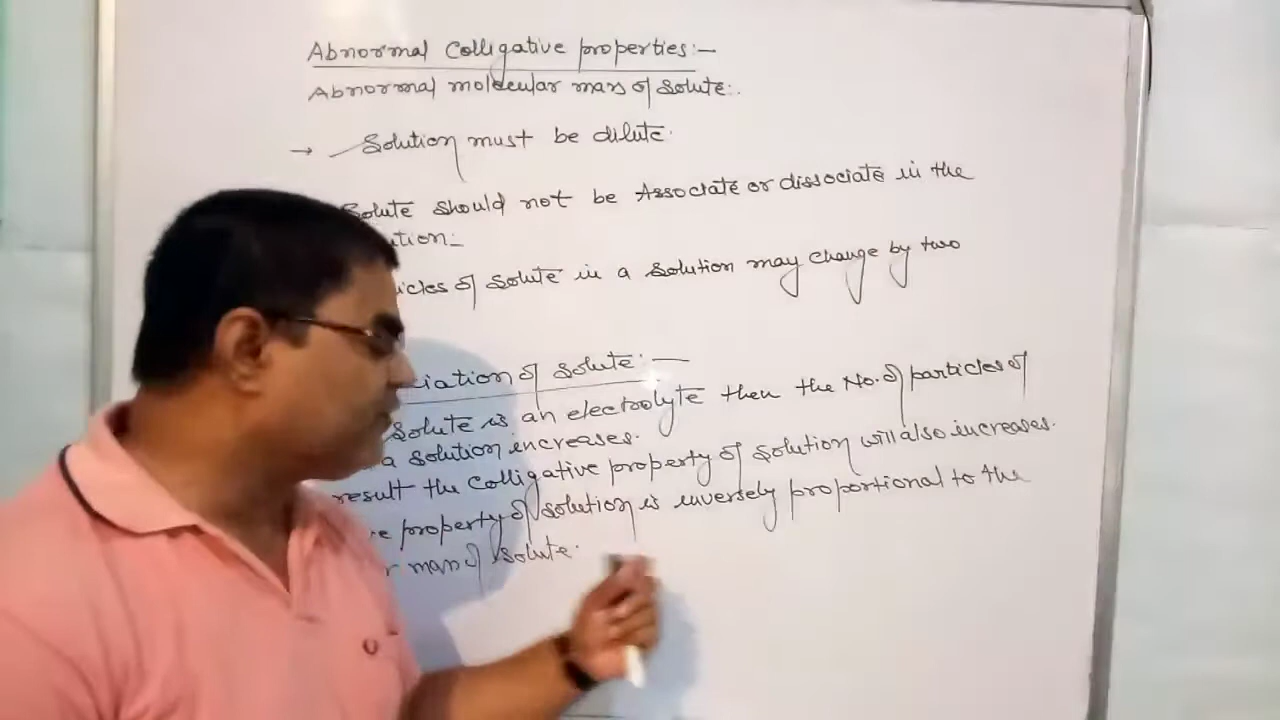 Abnormal Colligative properties:-
Abnormal molecular mass of solute:.
→ Solution must be dilute.
Solute should not be Associate or dissociate in the
ution:-
icles of solute in a solution may change by two
ciation of solute:-
solute is an electrolyte then the No. of particles of
a solution increases.
result the colligative property of solution will also increases.
e property of solution is inversely proportional to the
r mass of solute.